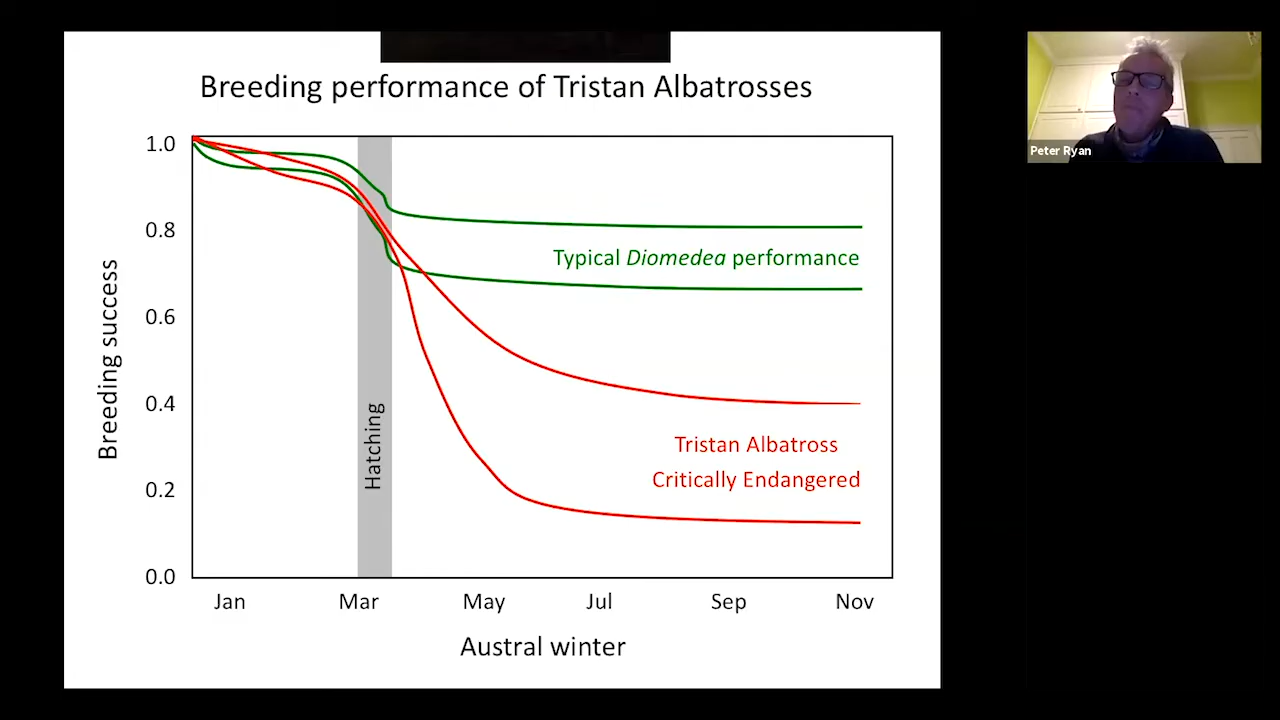 Breeding performance of Tristan Albatrosses
1.0
0.8
0.6
0.4
0.2
0.0
Breeding success
Hatching
Typical Diomedea performance
Tristan Albatross
Critically Endangered
Jan Mar May Jul Sep Nov
Austral winter
Peter Ryan